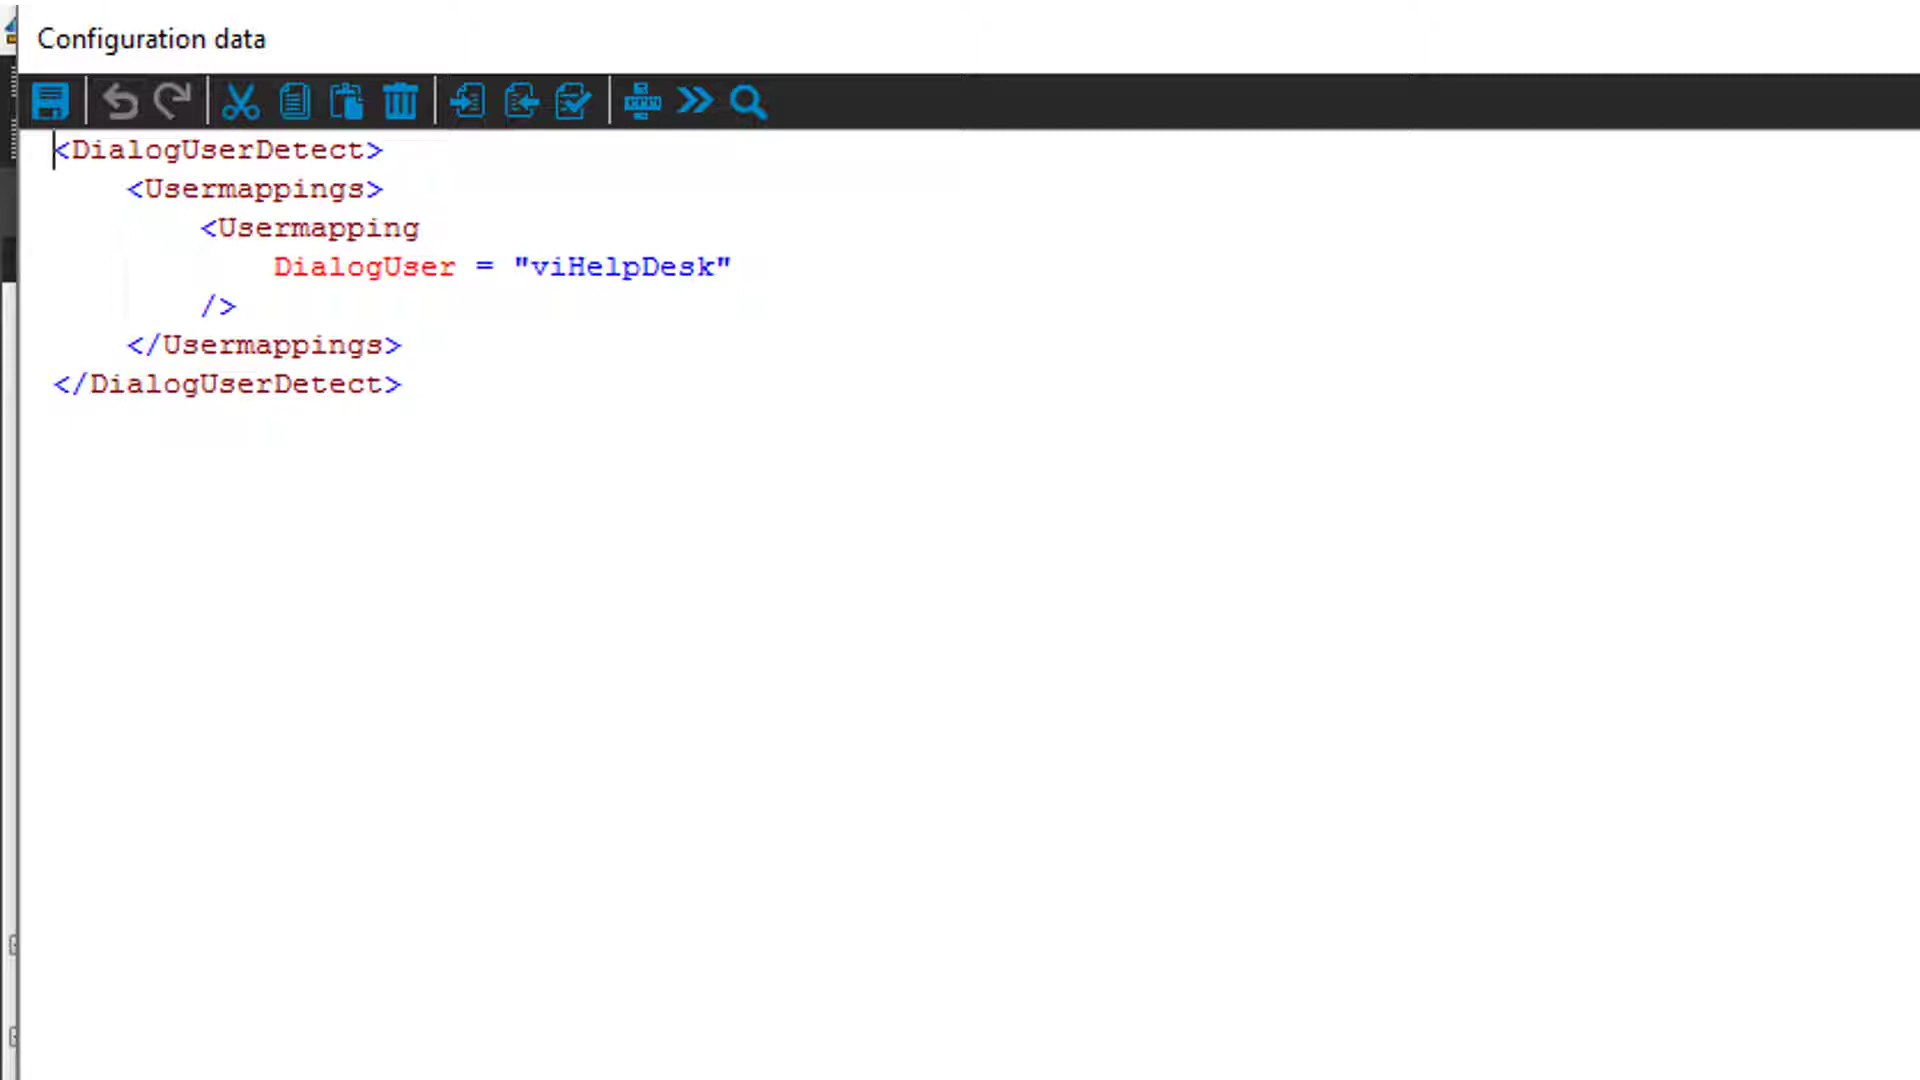 Configuration data
<DialogUserDetect>
<Usermappings>
<Usermapping
DialogUser = "viHelpDesk"
/>
</Usermappings>
</DialogUserDetect>